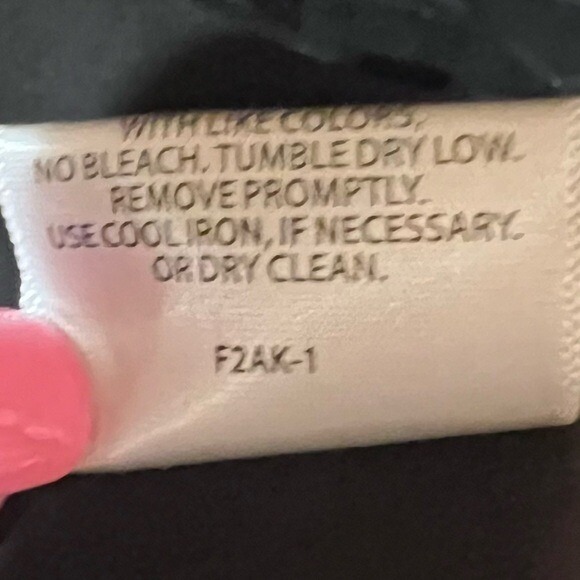 WITH LIKE COLORS.
NO BLEACH. TUMBLE DRY LOW.
REMOVE PROMPTLY.
USE COOL IRON, IF NECESSARY.
OR DRY CLEAN.
F2AK-1